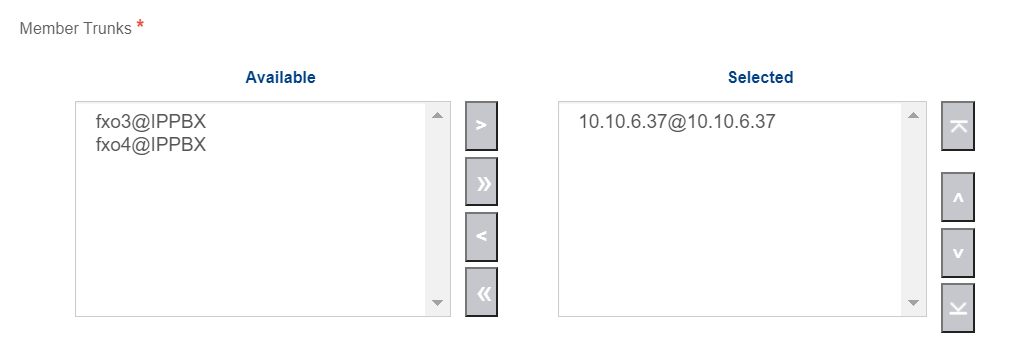 Member Trunks *
Available
Selected
fxo3@IPPBX
fxo4@IPPBX
>
»
<
«
10.10.6.37@10.10.6.37